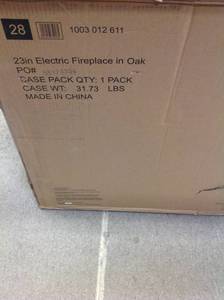 28
1003 012 611
23in Electric Fireplace in Oak
PO#
CASE PACK QTY: 1 PACK
CASE WT: 31.73 LBS
MADE IN CHINA